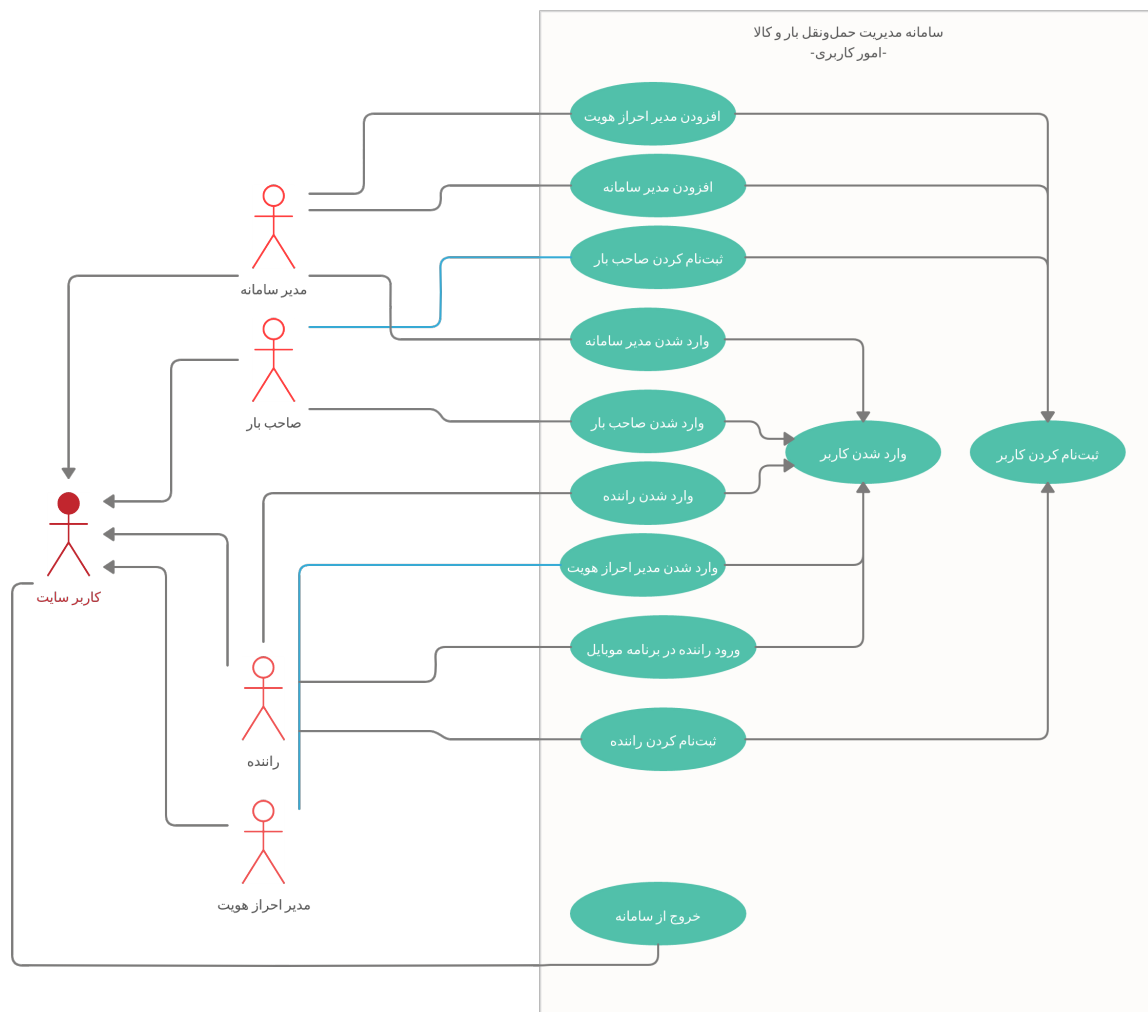 سامانه مدیریت حمل‌ونقل بار و کالا
-امور کاربری-
افزودن مدیر احراز هویت
افزودن مدیر سامانه
ثبت‌نام کردن صاحب بار
مدیر سامانه
وارد شدن مدیر سامانه
صاحب بار
وارد شدن صاحب بار
ثبت‌نام کردن کاربر
وارد شدن کاربر
وارد شدن راننده
وارد شدن مدیر احراز هویت
کاربر سایت
ورود راننده در برنامه موبایل
ثبت‌نام کردن راننده
راننده
مدیر احراز هویت
خروج از سامانه